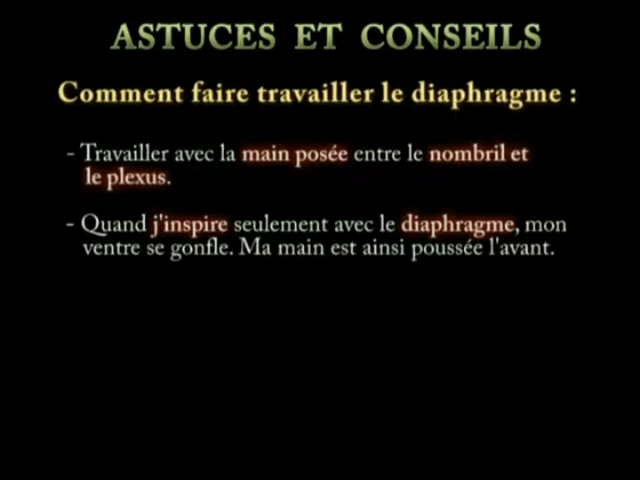 ASTUCES ET CONSEILS
Comment faire travailler le diaphragme :
- Travailler avec la main posée entre le nombril et
le plexus.
- Quand j'inspire seulement avec le diaphragme, mon
ventre se gonfle. Ma main est ainsi poussée l'avant.